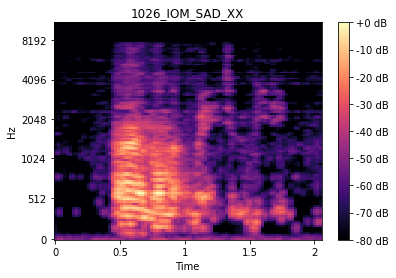 1026_IOM_SAD_XX
+0 dB
8192
-10 dB
4096
-20 dB
-30 dB
2048
Hz
-40 dB
1024
-50 dB
512
-60 dB
-70 dB
0
-80 dB
0
0.5
1
1.5
2
Time